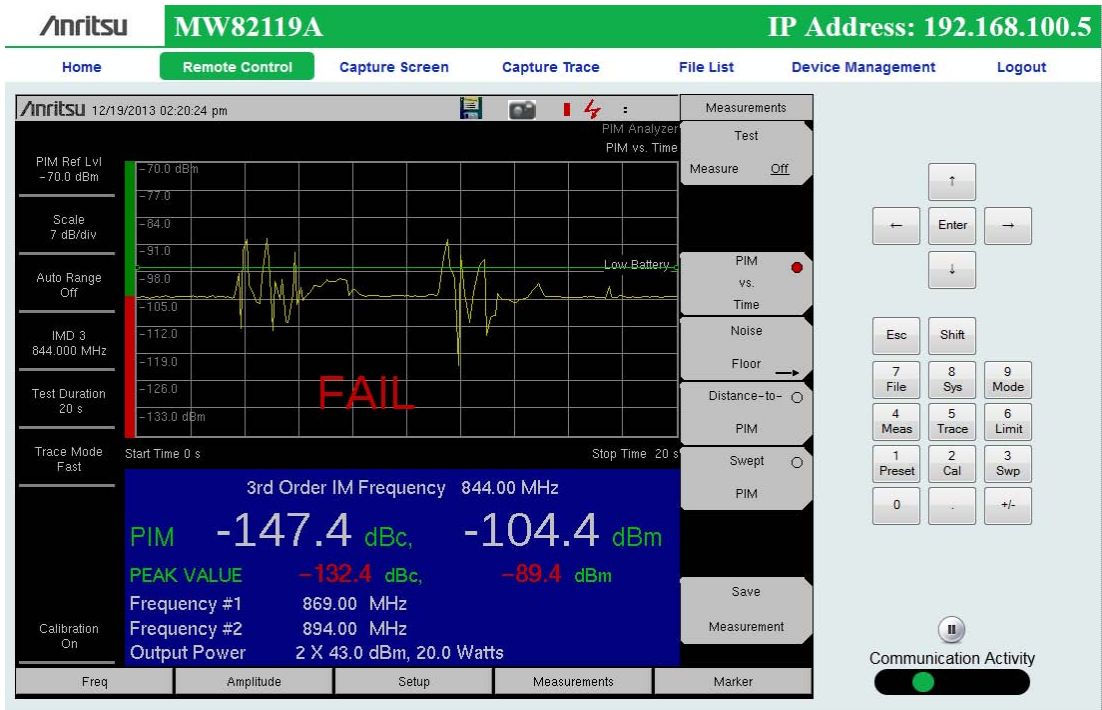 Anritsu
MW82119A
IP Address: 192.168.100.5
Home
Remote Control
Capture Screen
Capture Trace
File List
Device Management
Logout
Anritsu 12/19/2013 02:20:24 pm
PIM Analyzer
PIM vs. Time
PIM Ref Lvl
-70.0 dBm
Scale
7 dB/div
Auto Range
Off
IMD 3
844.000 MHz
Test Duration
20 s
Trace Mode
Fast
Calibration
On
-70.0 dBm
-77.0
-84.0
-91.0
-98.0
-105.0
-112.0
-119.0
-126.0
-133.0 dBm
Low Battery
FAIL
Start Time 0 s
Stop Time 20 s
3rd Order IM Frequency 844.00 MHz
PIM -147.4 dBc, -104.4 dBm
PEAK VALUE -132.4 dBc, -89.4 dBm
Frequency #1 869.00 MHz
Frequency #2 894.00 MHz
Output Power 2 X 43.0 dBm, 20.0 Watts
Measurements
Test
Measure Off
PIM
vs.
Time
Noise
Floor
Distance-to-
PIM
Swept
PIM
Save
Measurement
Freq
Amplitude
Setup
Measurements
Marker
↑
← Enter →
↓
Esc
Shift
7
File
8
Sys
9
Mode
4
Meas
5
Trace
6
Limit
1
Preset
2
Cal
3
Swp
0
.
+/-
Communication Activity